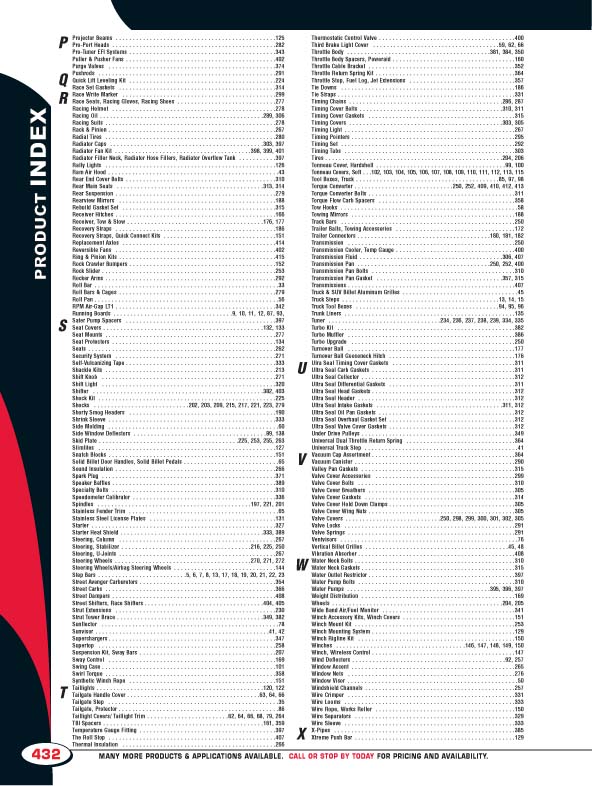 PRODUCT INDEX
P
Projector Beams .125
Pro-Port Heads .282
Pro-Tuner EFI Systems .343
Puller & Pusher Fans .402
Purge Valves .374
Pushrods .291
Q
Quick Lift Leveling Kit .224
Race Set Gaskets .314
R
Race Write Marker .299
Race Seats, Racing Gloves, Racing Shoes .277
Racing Helmet .278
Racing Oil .299, 306
Racing Suits .278
Rack & Pinion .267
Radial Tires .280
Radiator Caps .303, 397
Radiator Fan Kit .398, 399, 401
Radiator Filler Neck, Radiator Hose Fillers, Radiator Overflow Tank .397
Rally Lights .126
Ram Air Hood .43
Rear End Cover Bolts .310
Rear Main Seals .313, 314
Rear Suspension .279
Rearview Mirrors .188
Rebuild Gasket Set .315
Receiver Hitches .166
Receiver, Tow & Stow .176, 177
Recovery Straps .186
Recovery Straps, Quick Connect Kits .151
Replacement Axles .414
Reversible Fans .402
Ring & Pinion Kits .415
Rock Crawler Bumpers .152
Rock Slider .253
Rocker Arms .292
Roll Bar .33
Roll Bars & Cages .279
Roll Pan .56
RPM Air-Gap LT1 .342
Running Boards .9, 10, 11, 12, 87, 93,
S
Safer Pump Spacers .397
Seat Covers .132, 133
Seat Mounts .277
Seat Protectors .134
Seats .262
Security System .271
Self-Vulcanizing Tape .333
Shackle Kits .213
Shift Knob .271
Shift Light .320
Shifter .382, 403
Shock Kit .225
Shocks .202, 203, 209, 215, 217, 221, 223, 279
Shorty Smog Headers .190
Shrink Sleeve .333
Side Molding .60
Side Window Deflectors .89, 138
Skid Plate .225, 253, 255, 263
Slimlites .127
Snatch Blocks .151
Solid Billet Door Handles, Solid Billet Pedals .65
Sound Insulation .266
Spark Plug .371
Speaker Baffles .389
Specialty Bolts .310
Speedometer Calibrator .336
Spindles .197, 221, 201
Stainless Fender Trim .65
Stainless Steel License Plates .131
Starter .327
Starter Heat Shield .333, 389
Steering, Column .267
Steering, Stabilizer .216, 225, 250
Steering, U-Joints .267
Steering Wheels .270, 271, 272
Steering Wheels/Airbag Steering Wheels .144
Step Bars .5, 6, 7, 8, 13, 17, 18, 19, 20, 21, 22, 23
Street Avenger Carburetors .354
Street Carbs .366
Street Dampers .408
Street Shifters, Race Shifters .404, 405
Strut Extensions .230
Strut Tower Brace .349, 382
Sunflector .78
Sunvisor .41, 42
Superchargers .347
Supertop .258
Suspension Kit, Sway Bars .207
Sway Control .169
Swing Case .101
Swirl Torque .358
Synthetic Winch Rope .151
T
Taillights .120, 122
Tailgate Handle Cover .63, 64, 66
Tailgate Step .35
Tailgate, Protector .86
Taillight Covers/ Taillight Trim .62, 64, 66, 68, 79, 264
TBI Spacers .181, 359
Temperature Gauge Fitting .397
The Roll Stop .407
Thermal Insulation .266
Thermostatic Control Valve .400
Third Brake Light Cover .59, 62, 66
Throttle Body .381, 384, 350
Throttle Body Spacers, Poweraid .160
Throttle Cable Bracket .352
Throttle Return Spring Kit .364
Throttle Stop, Fuel Log, Jet Extensions .357
Tie Downs .186
Tie Straps .331
Timing Chains .286, 287
Timing Cover Bolts .310, 311
Timing Cover Gaskets .315
Timing Covers .303, 305
Timing Light .267
Timing Pointers .295
Timing Set .292
Timing Tabs .303
Tires .204, 206
Tonneau Cover, Hardshell .99, 100
Tonneau Covers, Soft .102, 103, 104, 105, 106, 107, 108, 109, 110, 111, 112, 113, 115
Tool Boxes, Truck .85, 97, 98
Torque Converter .250, 252, 409, 410, 412, 413
Torque Converter Bolts .311
Torque Flow Carb Spacers .358
Tow Hooks .58
Towing Mirrors .188
Track Bars .250
Trailer Balls, Towing Accessories .172
Trailer Connectors .180, 181, 182
Transmission .250
Transmission Cooler, Temp Gauge .400
Transmission Fluid .306, 407
Transmission Pan .250, 252, 400
Transmission Pan Bolts .310
Transmission Pan Gasket .357, 315
Transmissions .407
Truck & SUV Billet Aluminum Grilles .45
Truck Steps .13, 14, 15
Truck Tool Boxes .94, 95, 96
Trunk Liners .135
Tuner .234, 236, 237, 238, 239, 334, 335
Turbo Kit .382
Turbo Muffler .386
Turbo Upgrade .250
Turnover Ball .177
Turnover Ball Gooseneck Hitch .176
U
Ultra Seal Timing Cover Gaskets .311
Ultra Seal Carb Gaskets .311
Ultra Seal Collector .312
Ultra Seal Differential Gaskets .311
Ultra Seal Head Gaskets .312
Ultra Seal Header .312
Ultra Seal Intake Gaskets .311, 312
Ultra Seal Oil Pan Gaskets .312
Ultra Seal Overhaul Gasket Set .312
Ultra Seal Valve Cover Gaskets .312
Under Drive Pulleys .349
Universal Dual Throttle Return Spring .364
Universal Truck Step .41
V
Vacuum Cap Assortment .364
Vacuum Canister .290
Valley Pan Gaskets .315
Valve Cover Accessories .299
Valve Cover Bolts .310
Valve Cover Breathers .305
Valve Cover Gaskets .314
Valve Cover Hold Down Clamps .305
Valve Cover Wing Nuts .305
Valve Covers .250, 298, 299, 300, 301, 302, 305
Valve Locks .291
Valve Springs .291
Ventvisors .76
Vertical Billet Grilles .45, 48
Vibration Absorber .408
W
Water Neck Bolts .310
Water Neck Gaskets .315
Water Outlet Restrictor .397
Water Pump Bolts .310
Water Pumps .395, 396, 397
Weight Distribution .169
Wheels .204, 205
Wide Band Air/Fuel Monitor .341
Winch Accessory Kits, Winch Covers .151
Winch Mount Kit .253
Winch Mounting System .129
Winch Rigline Kit .150
Winches .146, 147, 148, 149, 150
Winch, Wireless Control .147
Wind Deflectors .92, 257
Window Accent .265
Window Nets .276
Window Visor .50
Windshield Channels .257
Wire Crimper .331
Wire Looms .333
Wire Rope, Works Roller .150
Wire Separators .329
Wire Sleeve .333
X
X-Pipes .385
Xtreme Push Bar .129
432
MANY MORE PRODUCTS & APPLICATIONS AVAILABLE. CALL OR STOP BY TODAY FOR PRICING AND AVAILABILITY.